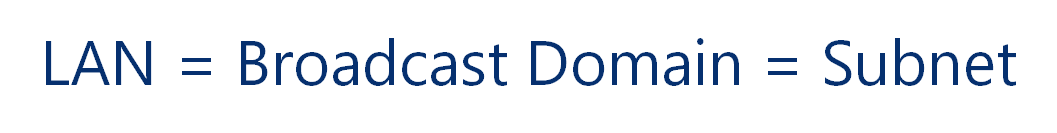 LAN = Broadcast Domain = Subnet